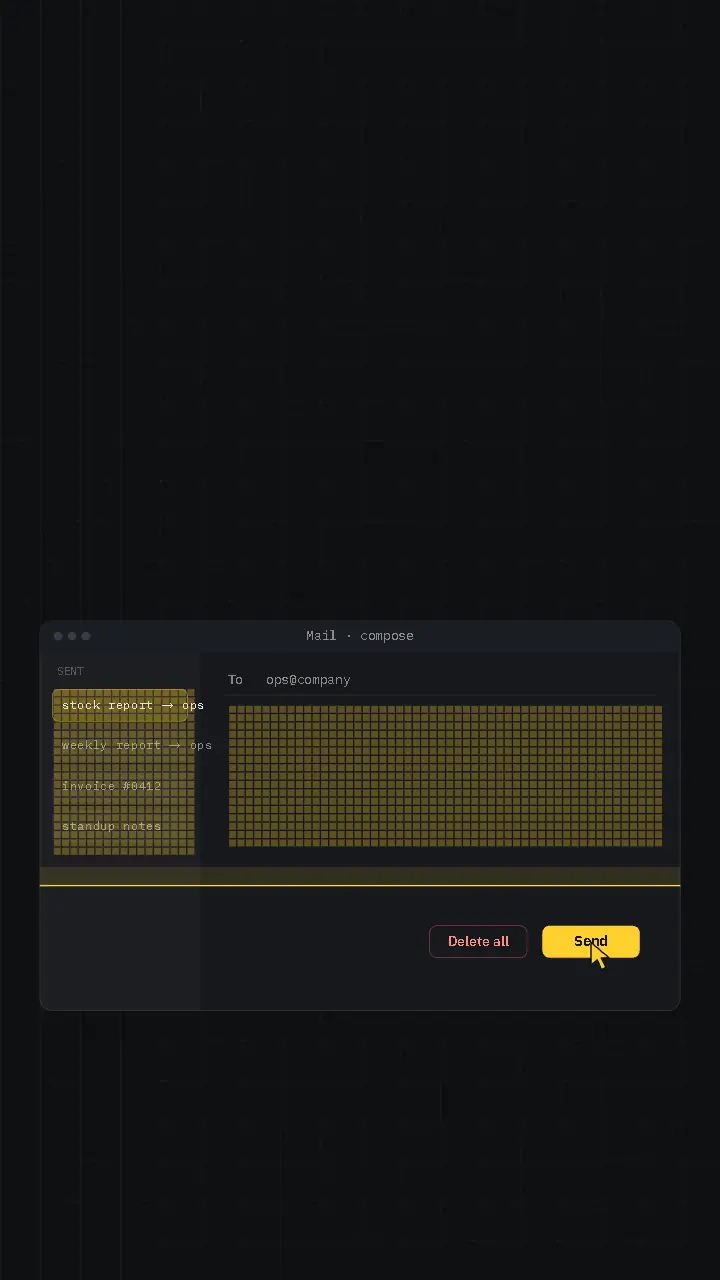 Mail · compose
SENT
To ops@company
stock report → ops
weekly report → ops
invoice #0412
standup notes
Delete all
Send